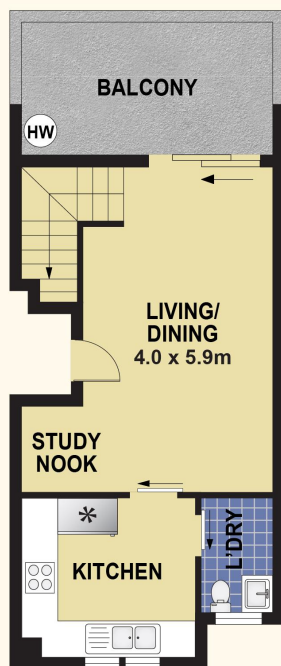 BALCONY
HW
LIVING/
DINING
4.0 x 5.9m
STUDY
NOOK
KITCHEN
L'DRY